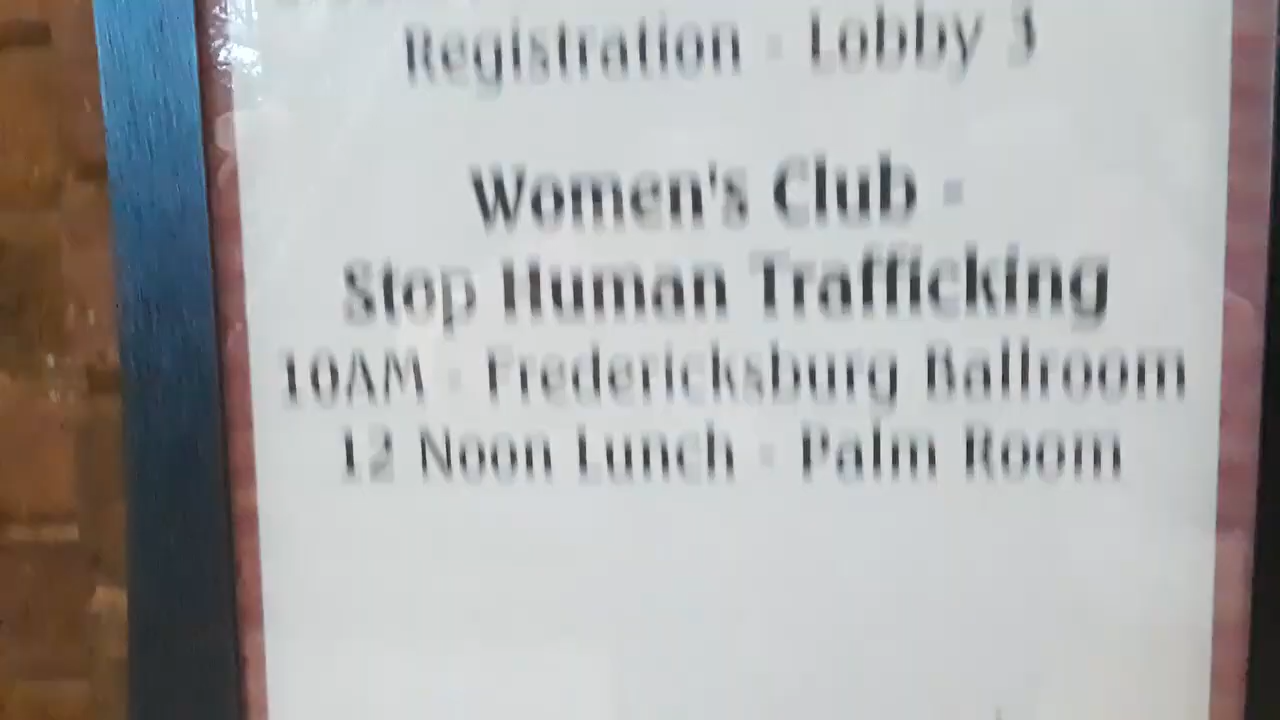 Registration - Lobby 3
Women's Club -
Stop Human Trafficking
10AM - Fredericksburg Ballroom
12 Noon Lunch - Palm Room